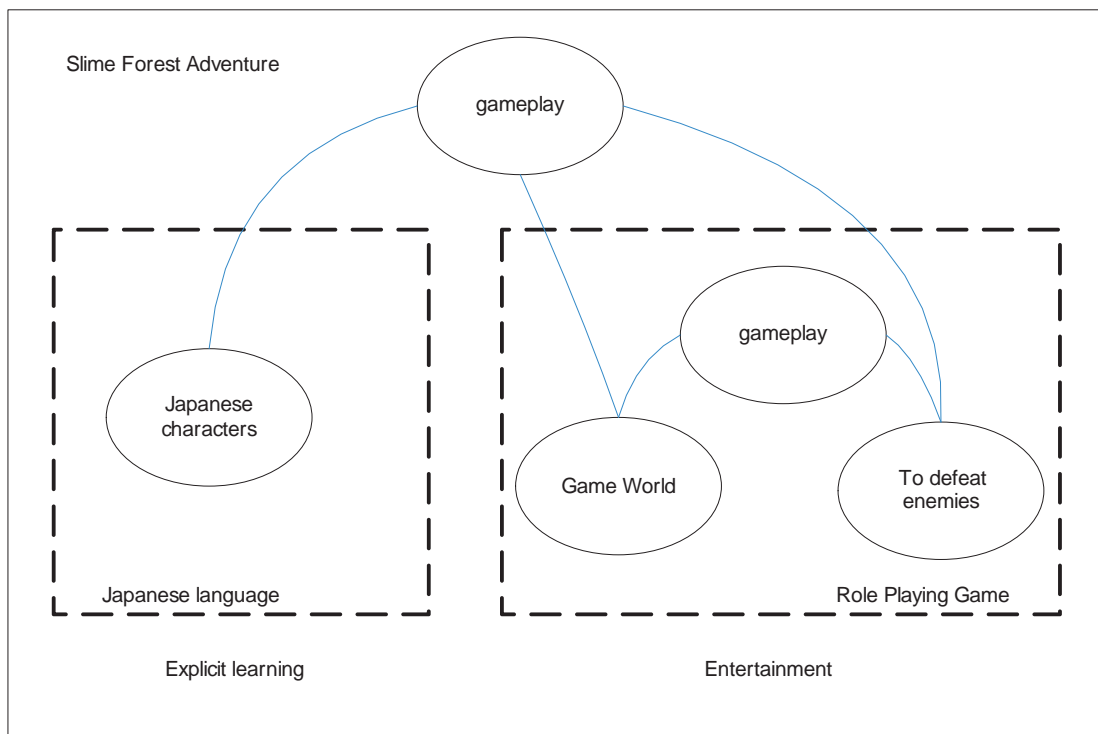 Slime Forest Adventure
gameplay
gameplay
Japanese
characters
Game World
To defeat
enemies
Japanese language
Role Playing Game
Explicit learning
Entertainment